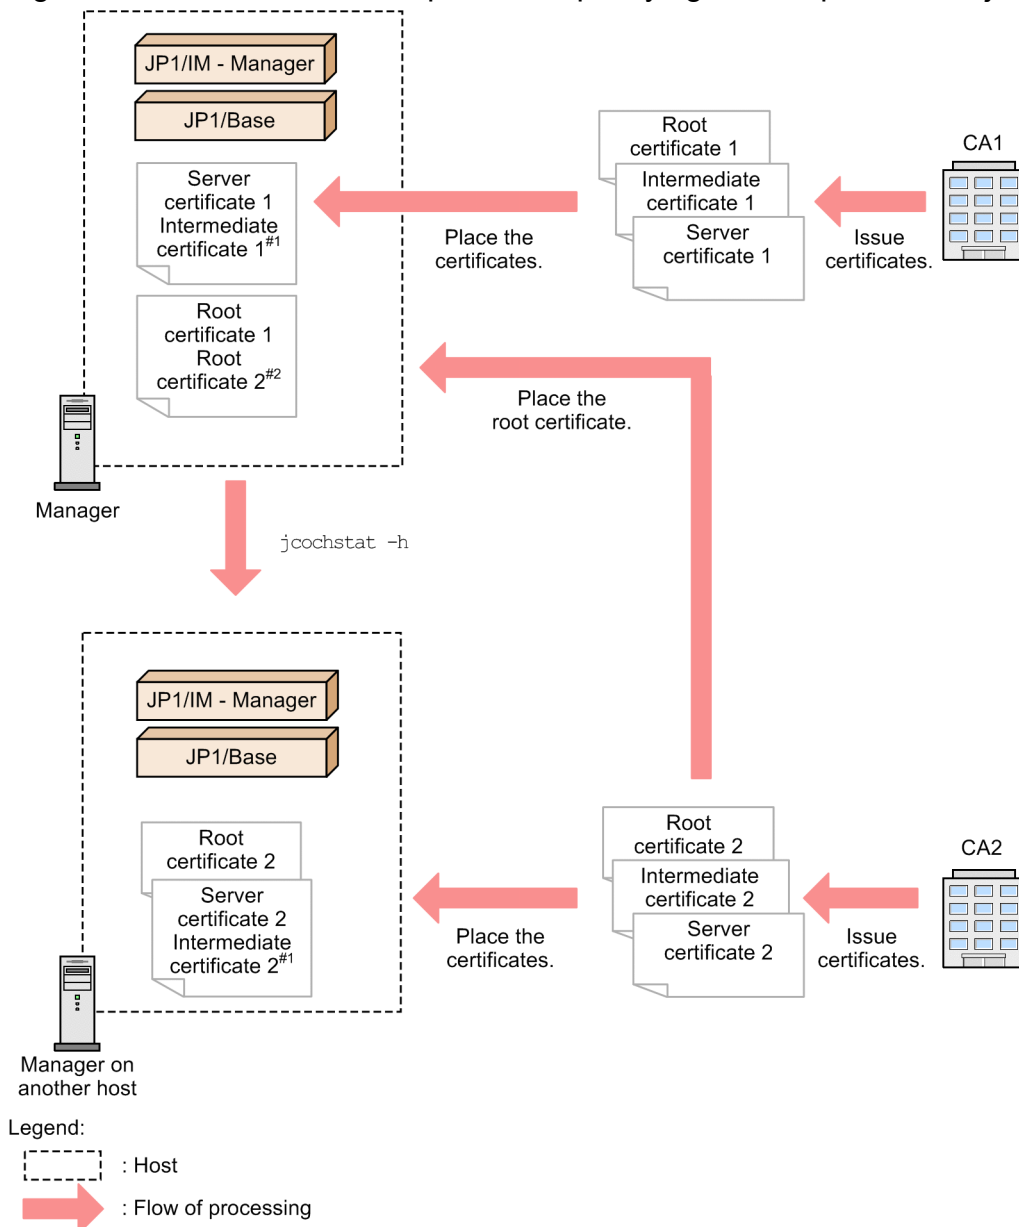 JP1/IM - Manager
JP1/Base
Server
certificate 1
Intermediate
certificate 1#1
Root
certificate 1
Root
certificate 2#2
Manager
Place the
certificates.
Root
certificate 1
Intermediate
certificate 1
Server
certificate 1
Issue
certificates.
CA1
Place the
root certificate.
jcochstat -h
JP1/IM - Manager
JP1/Base
Root
certificate 2
Server
certificate 2
Intermediate
certificate 2#1
Manager on
another host
Place the
certificates.
Root
certificate 2
Intermediate
certificate 2
Server
certificate 2
Issue
certificates.
CA2
Legend:
: Host
: Flow of processing